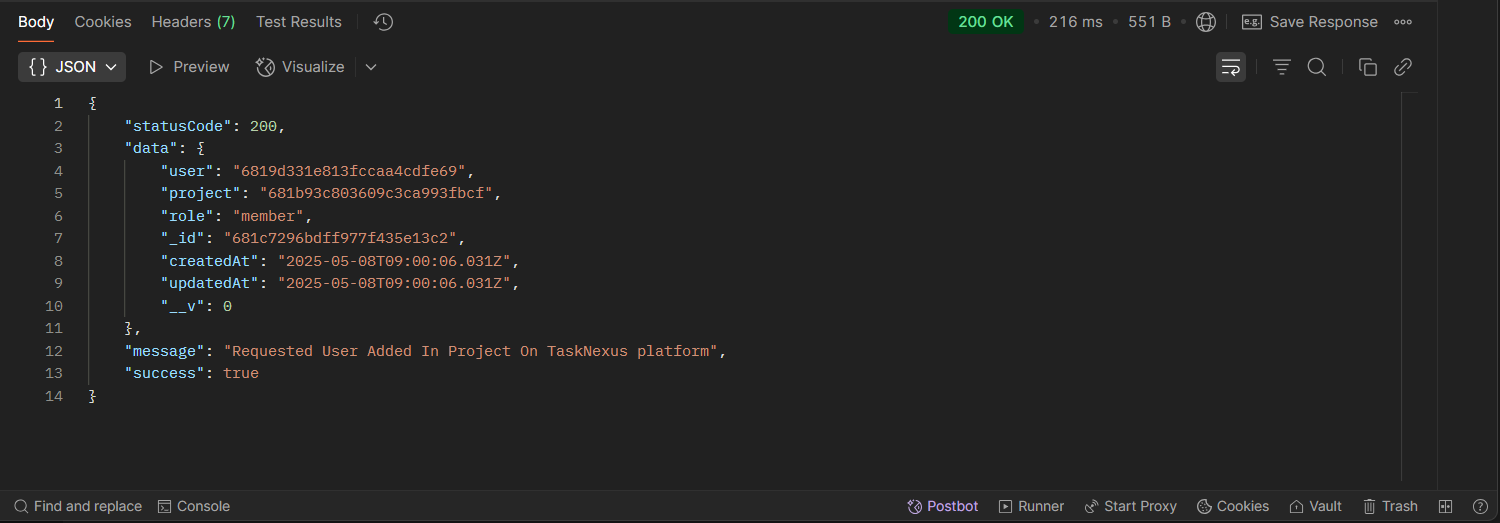 Body Cookies Headers (7) Test Results 200 OK • 216 ms • 551 B • e.g. Save Response
{} JSON Preview Visualize
1 {
2 "statusCode": 200,
3 "data": {
4 "user": "6819d331e813fccaa4cdfe69",
5 "project": "681b93c803609c3ca993fbcf",
6 "role": "member",
7 "_id": "681c7296bdff977f435e13c2",
8 "createdAt": "2025-05-08T09:00:06.031Z",
9 "updatedAt": "2025-05-08T09:00:06.031Z",
10 "__v": 0
11 },
12 "message": "Requested User Added In Project On TaskNexus platform",
13 "success": true
14 }
Find and replace Console Postbot Runner Start Proxy Cookies Vault Trash